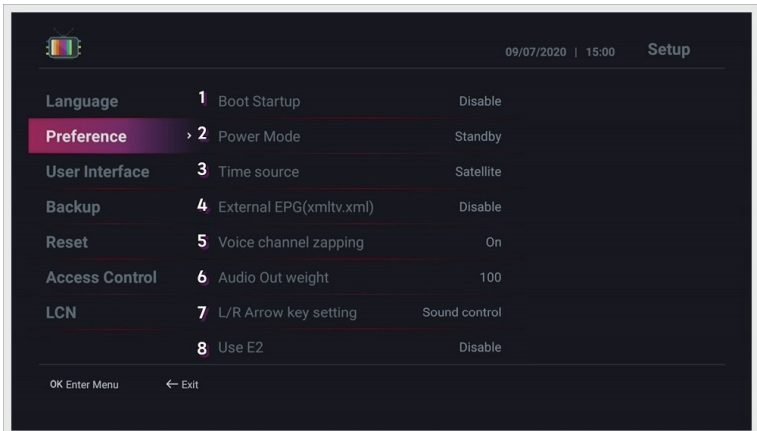 09/07/2020 | 15:00 Setup
Language 1 Boot Startup Disable
Preference › 2 Power Mode Standby
User Interface 3 Time source Satellite
Backup 4 External EPG(xmltv.xml) Disable
Reset 5 Voice channel zapping On
Access Control 6 Audio Out weight 100
LCN 7 L/R Arrow key setting Sound control
8 Use E2 Disable
OK Enter Menu ← Exit